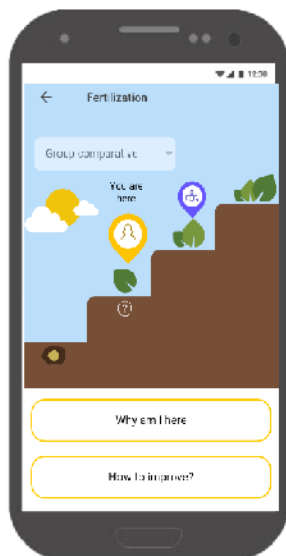 12:30
Fertilization
Group comparative
You are
here
?
Why am I here
How to improve?